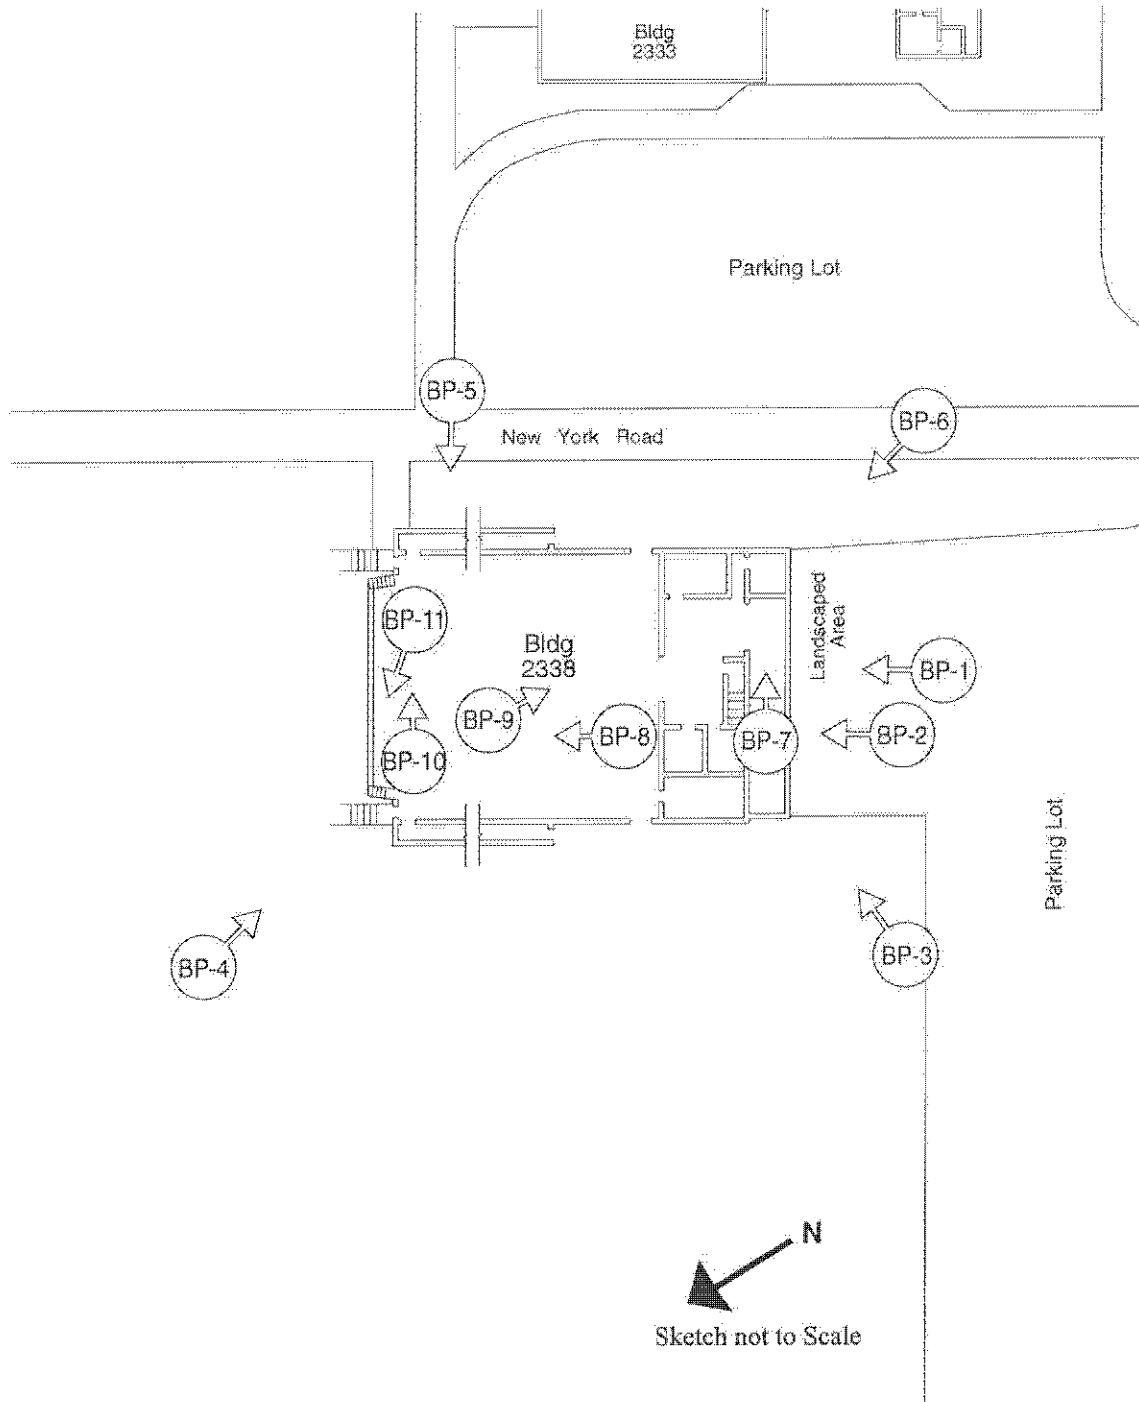 Bldg
2333
Parking Lot
BP-5
BP-6
New York Road
BP-11
Landscaped
Area
Bldg
2338
BP-1
BP-9
BP-8
BP-7
BP-2
BP-10
Parking Lot
BP-4
BP-3
N
Sketch not to Scale